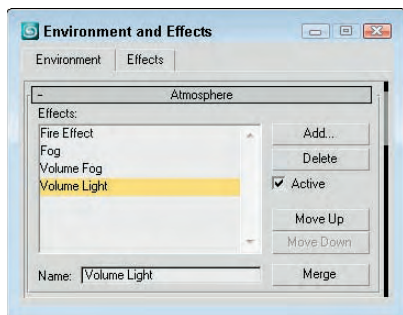 Environment and Effects
Environment Effects
- Atmosphere
Effects:
Fire Effect
Fog
Volume Fog
Volume Light
Add...
Delete
Active
Move Up
Move Down
Name: Volume Light
Merge